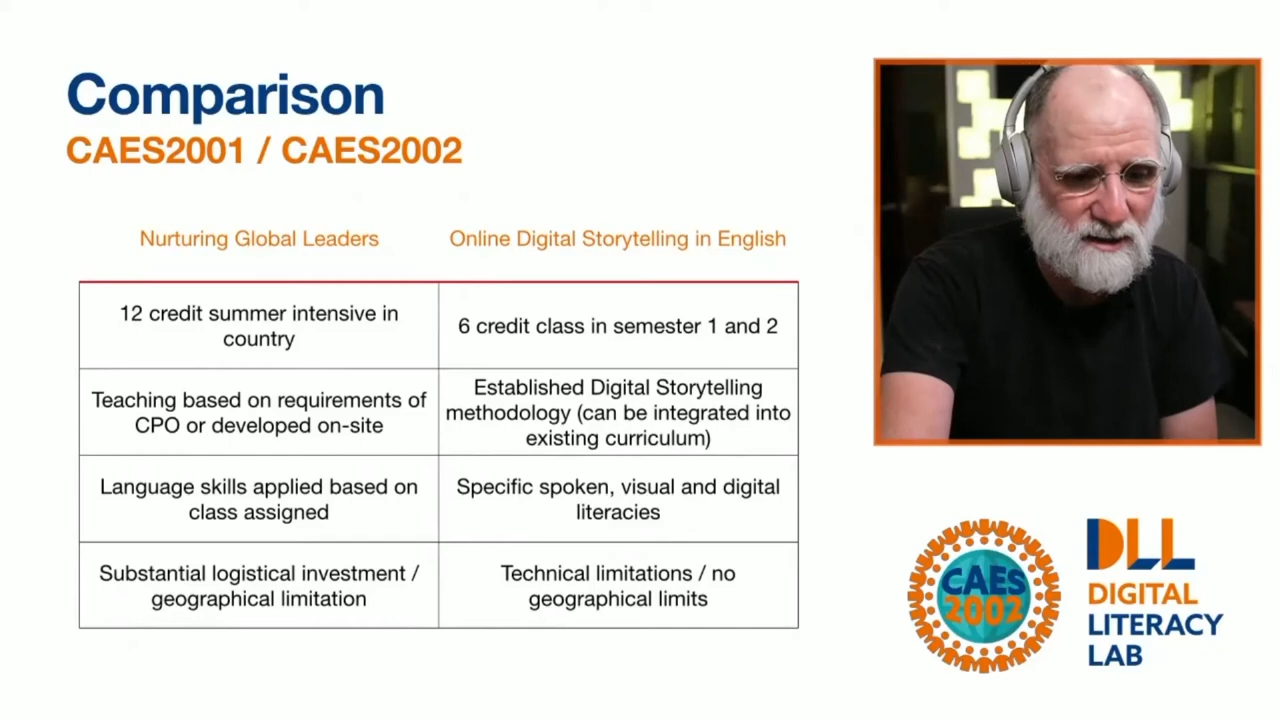 Comparison
CAES2001 / CAES2002
Nurturing Global Leaders
Online Digital Storytelling in English
12 credit summer intensive in
country
6 credit class in semester 1 and 2
Teaching based on requirements of
CPO or developed on-site
Established Digital Storytelling
methodology (can be integrated into
existing curriculum)
Language skills applied based on
class assigned
Specific spoken, visual and digital
literacies
Substantial logistical investment /
geographical limitation
Technical limitations / no
geographical limits
CAES
2002
DLL
DIGITAL
LITERACY
LAB